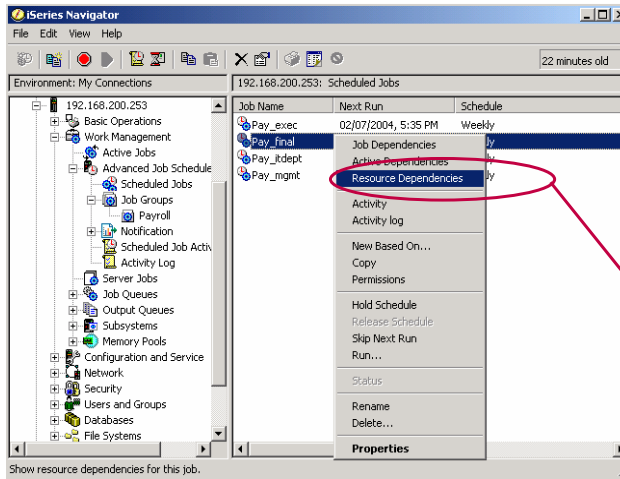 iSeries Navigator
File Edit View Help
22 minutes old
Environment: My Connections
192.168.200.253: Scheduled Jobs
192.168.200.253
Basic Operations
Work Management
Active Jobs
Advanced Job Schedule
Scheduled Jobs
Job Groups
Payroll
Notification
Scheduled Job Activ
Activity Log
Server Jobs
Job Queues
Output Queues
Subsystems
Memory Pools
Configuration and Service
Network
Security
Users and Groups
Databases
File Systems
Job Name Next Run Schedule
Pay_exec 02/07/2004, 5:35 PM Weekly
Pay_final ly
Pay_itdept ly
Pay_mgmt ly
Job Dependencies
Active Dependencies
Resource Dependencies
Activity
Activity log
New Based On...
Copy
Permissions
Hold Schedule
Release Schedule
Skip Next Run
Run...
Status
Rename
Delete...
Properties
Show resource dependencies for this job.